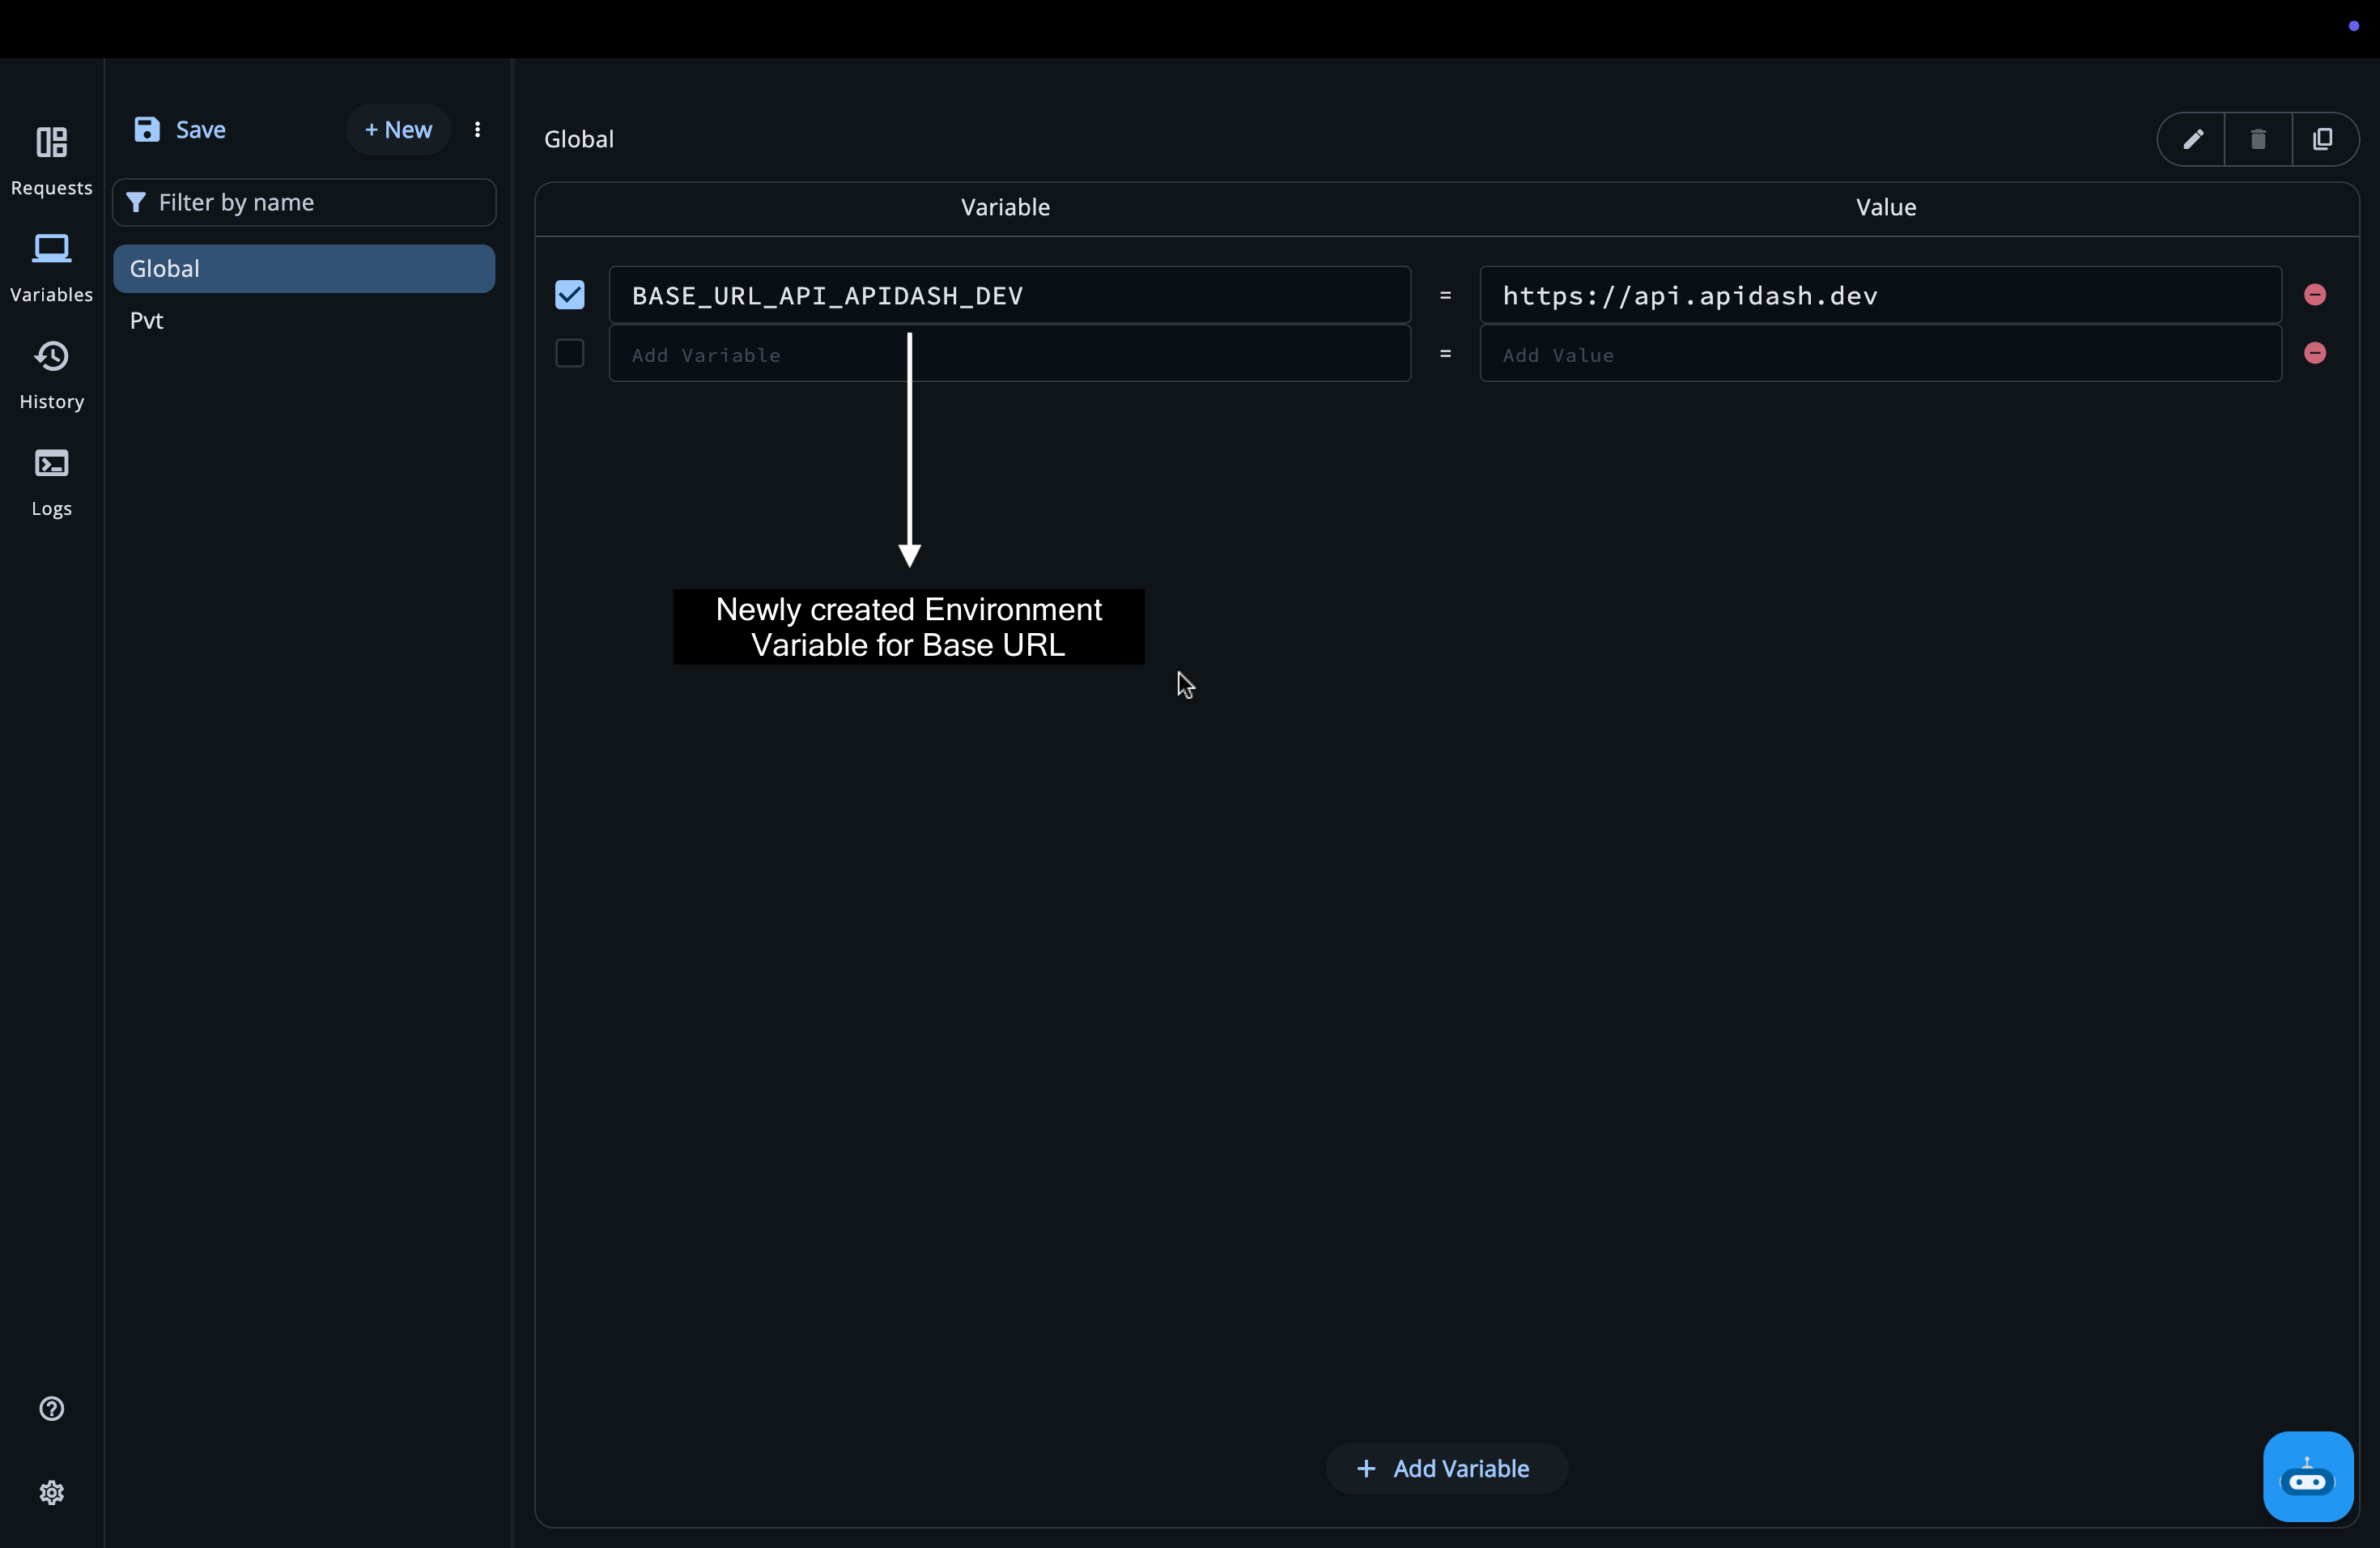 Requests
Variables
History
Logs
Save
+ New
Filter by name
Global
Pvt
Global
Variable
Value
BASE_URL_API_APIDASH_DEV
=
https://api.apidash.dev
Add Variable
=
Add Value
Newly created Environment
Variable for Base URL
+ Add Variable